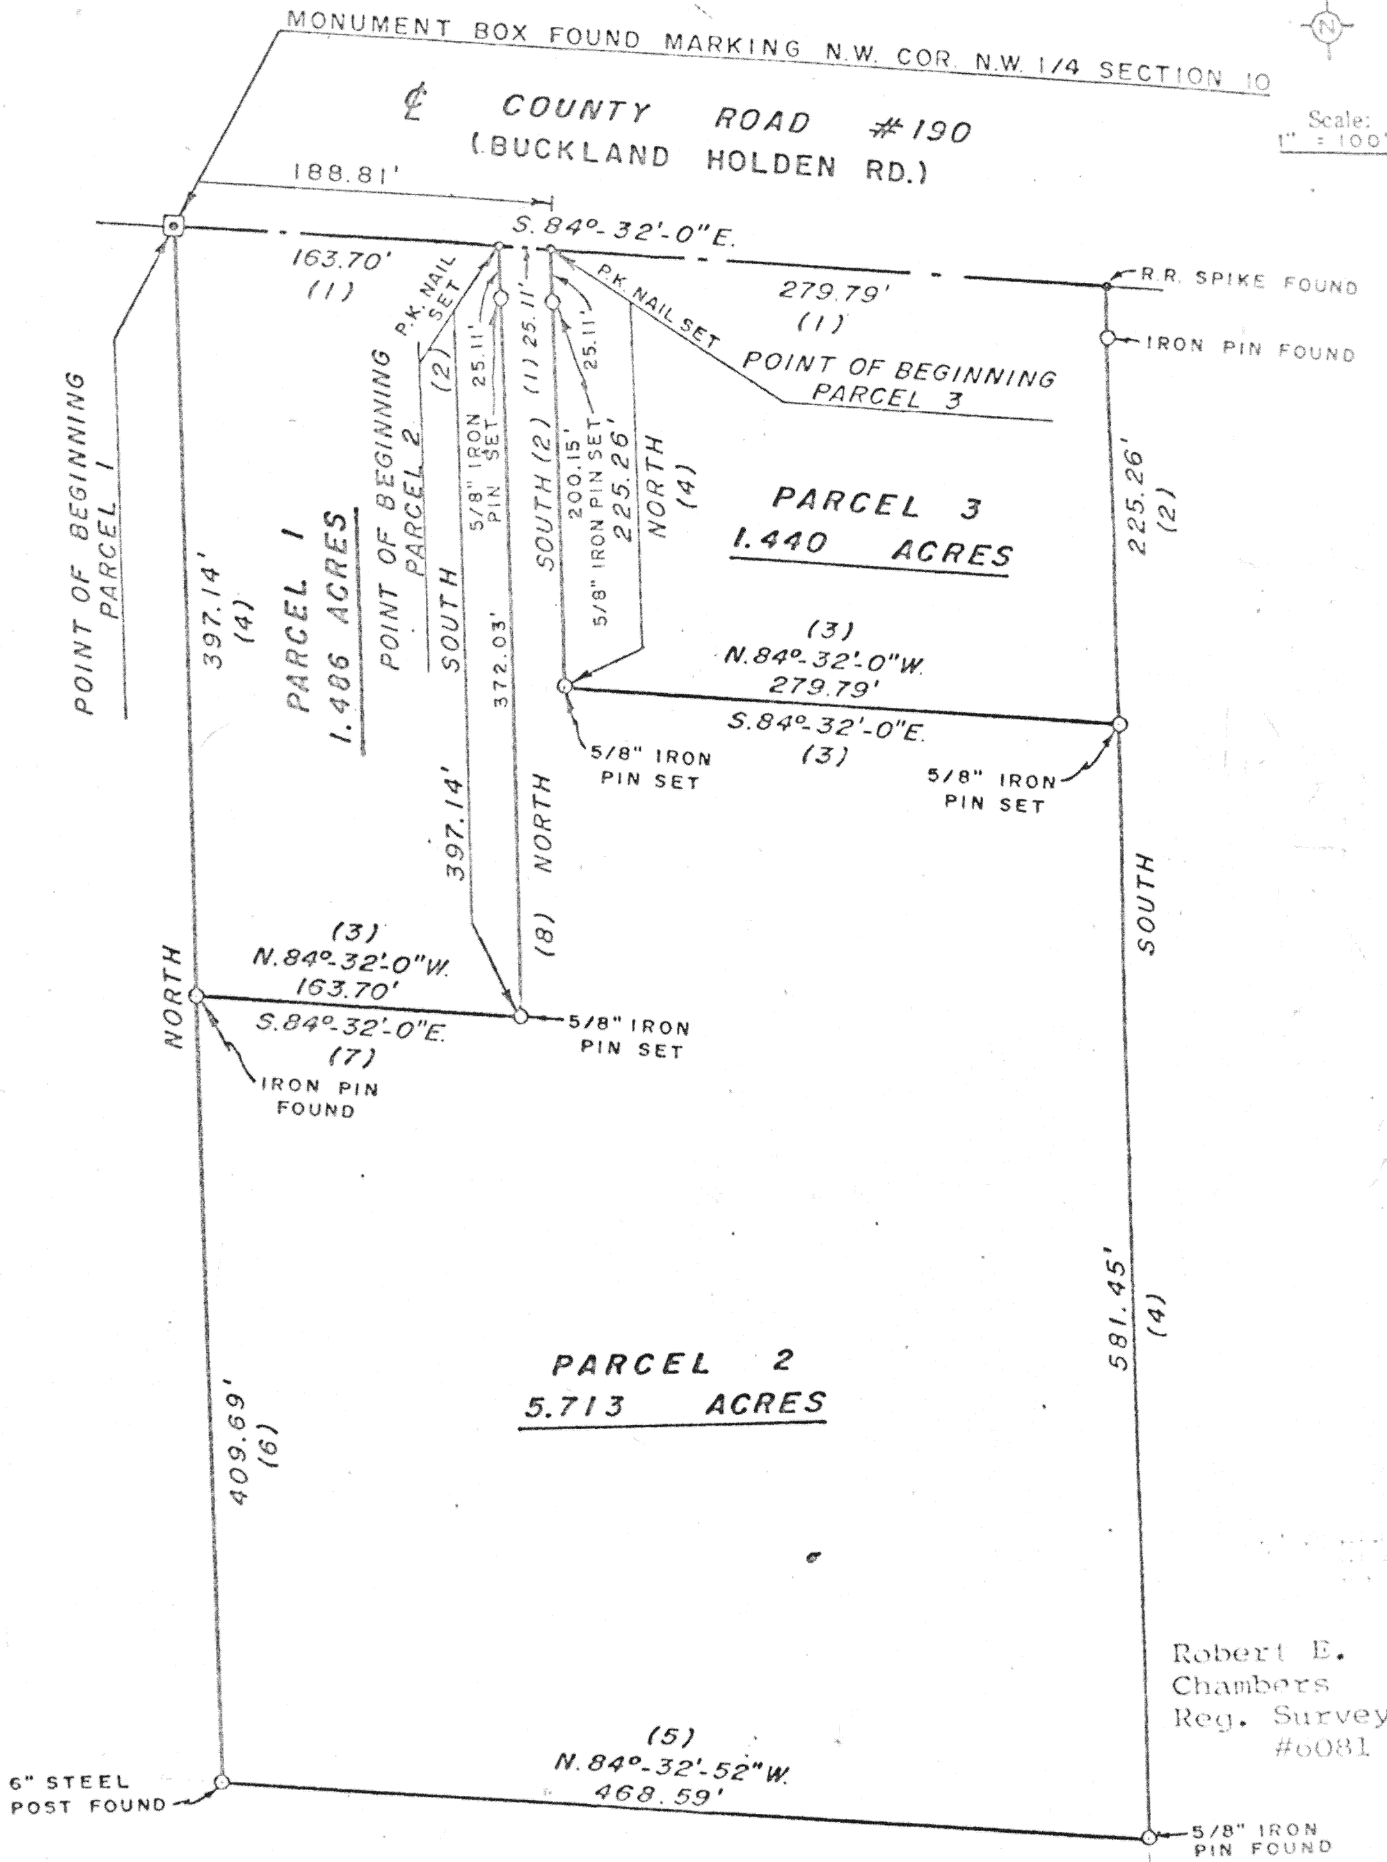 MONUMENT BOX FOUND MARKING N.W. COR. N.W. 1/4 SECTION 10
N
Scale:
1" = 100'
℄ COUNTY ROAD #190
(BUCKLAND HOLDEN RD.)
188.81'
S.84°-32'-0"E.
163.70'
(1)
279.79'
(1)
R.R. SPIKE FOUND
IRON PIN FOUND
P.K. NAIL
SET
P.K. NAIL SET
POINT OF BEGINNING
PARCEL 3
POINT OF BEGINNING
PARCEL 1
397.14'
(4)
PARCEL 1
1.486 ACRES
POINT OF BEGINNING
PARCEL 2
SOUTH (2)
397.14'
25.11'
5/8" IRON
PIN SET
372.03'
(1) 25.11'
SOUTH (2)
(8) NORTH
25.11'
200.15'
5/8" IRON PIN SET
225.26'
NORTH
(4)
PARCEL 3
1.440 ACRES
225.26'
(2)
(3)
N.84°-32'-0"W.
279.79'
S.84°-32'-0"E.
(3)
5/8" IRON
PIN SET
5/8" IRON
PIN SET
SOUTH
NORTH
(3)
N.84°-32'-0"W.
163.70'
S.84°-32'-0"E.
(7)
5/8" IRON
PIN SET
IRON PIN
FOUND
581.45'
(4)
PARCEL 2
5.713 ACRES
409.69'
(6)
Robert E.
Chambers
Reg. Survey
#6081
(5)
N.84°-32'-52"W.
468.59'
6" STEEL
POST FOUND
5/8" IRON
PIN FOUND